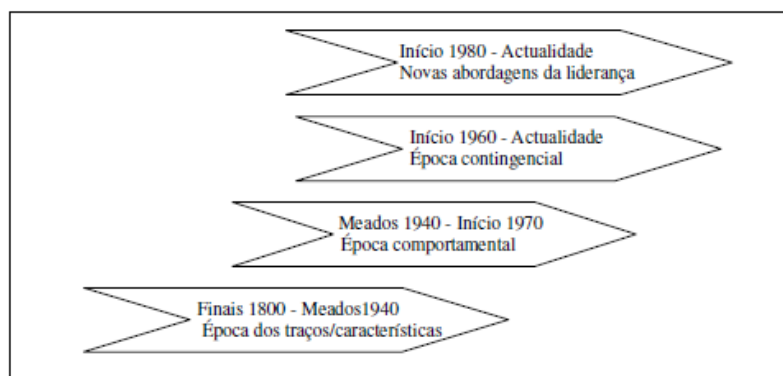 Início 1980 - Actualidade
Novas abordagens da liderança
Início 1960 - Actualidade
Época contingencial
Meados 1940 - Início 1970
Época comportamental
Finais 1800 - Meados1940
Época dos traços/características